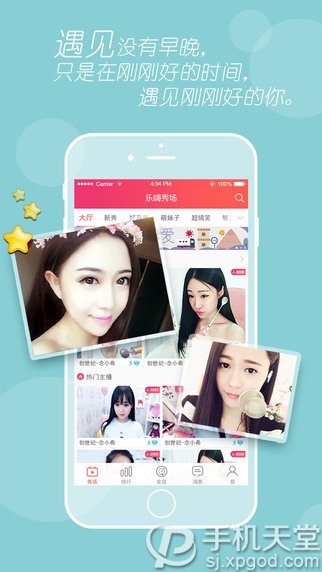 遇见没有早晚，
只是在刚刚好的时间，
遇见刚刚好的你。
Carrier
4:34 PM
100%
乐嗨秀场
大厅 新秀 萌妹子 超搞笑
爱
创世纪-念小希 5
热门主播
创世纪-念小希 5
创世纪-念小希 5
秀场 排行 发现 消息 我
手机天堂
sj.xpgod.com